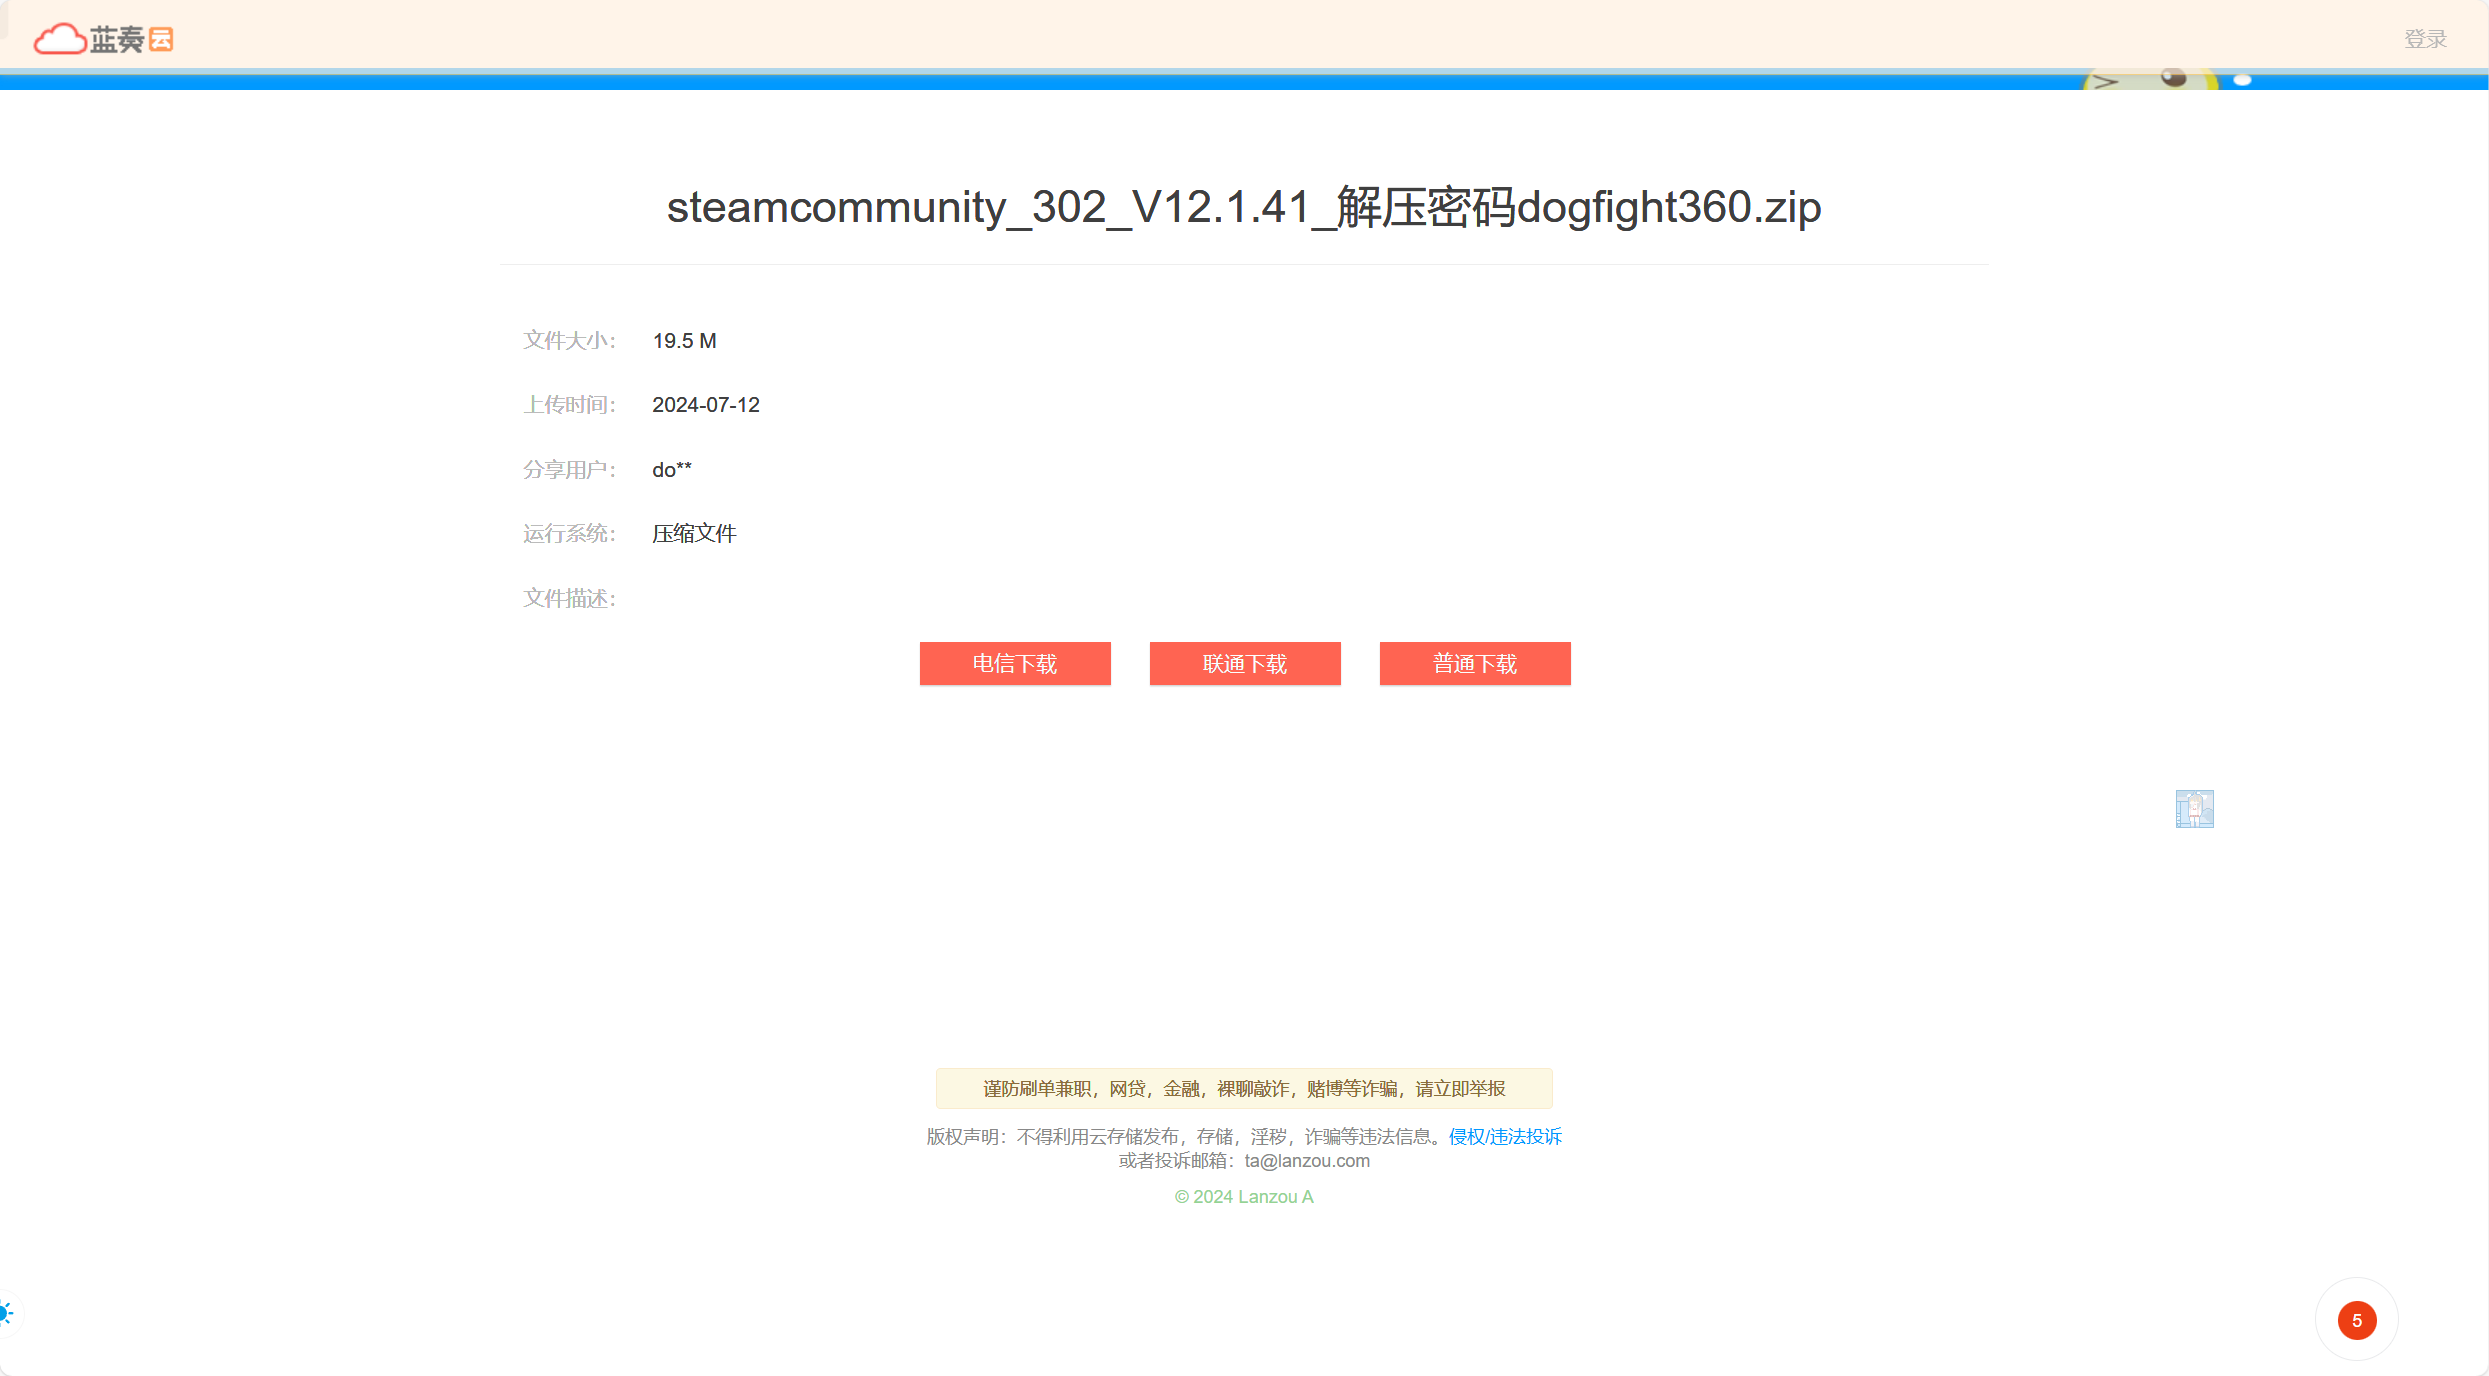 蓝奏云
登录
steamcommunity_302_V12.1.41_解压密码dogfight360.zip
文件大小： 19.5 M
上传时间： 2024-07-12
分享用户： do**
运行系统： 压缩文件
文件描述：
电信下载 联通下载 普通下载
谨防刷单兼职，网贷，金融，裸聊敲诈，赌博等诈骗，请立即举报
版权声明：不得利用云存储发布，存储，淫秽，诈骗等违法信息。侵权/违法投诉
或者投诉邮箱：ta@lanzou.com
© 2024 Lanzou A
5